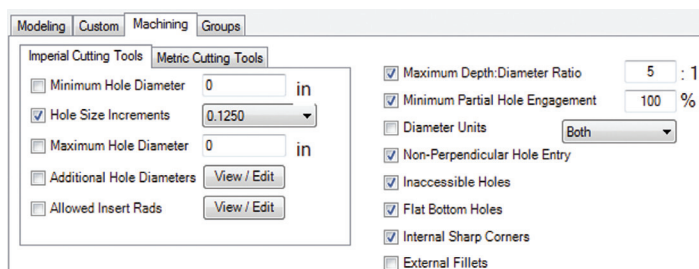 Modeling Custom Machining Groups
Imperial Cutting Tools Metric Cutting Tools
Minimum Hole Diameter 0 in
Hole Size Increments 0.1250
Maximum Hole Diameter 0 in
Additional Hole Diameters View / Edit
Allowed Insert Rads View / Edit
Maximum Depth:Diameter Ratio 5 : 1
Minimum Partial Hole Engagement 100 %
Diameter Units Both
Non-Perpendicular Hole Entry
Inaccessible Holes
Flat Bottom Holes
Internal Sharp Corners
External Fillets